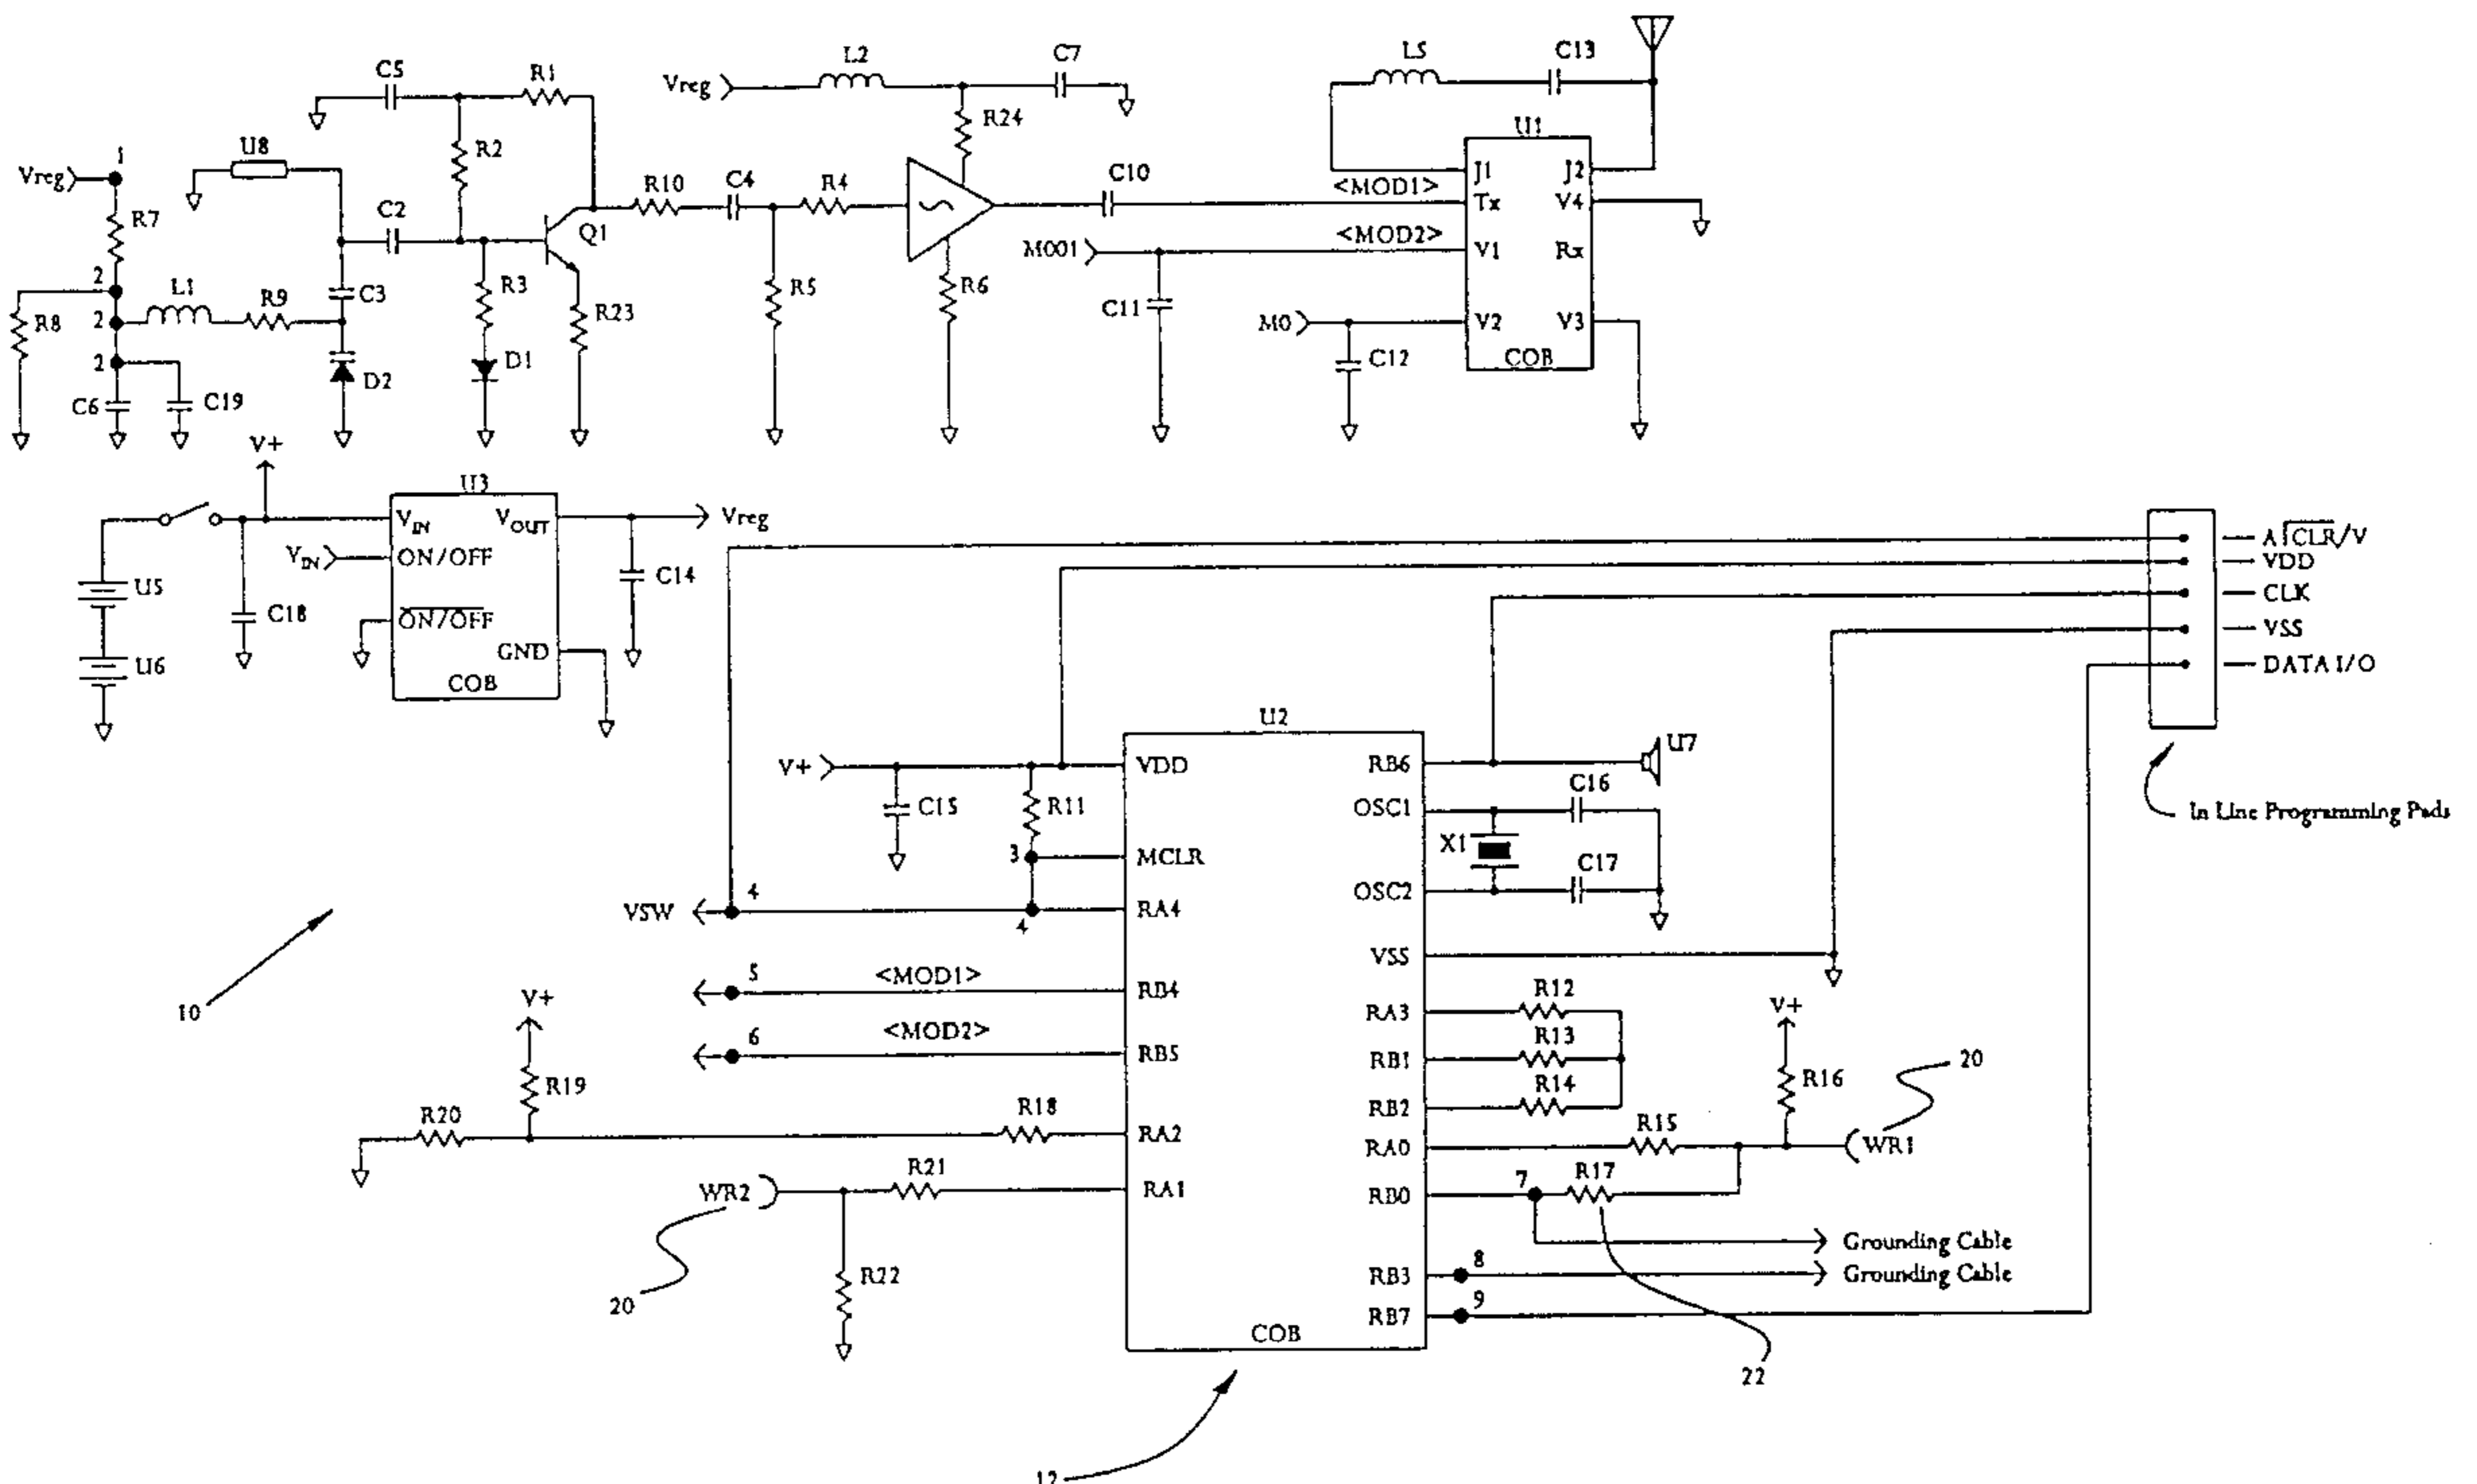 L2
C7
L5
C13
C5
R1
Vreg
R24
R2
U1
U8
1
Vreg
J1
J2
R10
C4
R4
C10
<MOD1>
Tx
V4
R7
C2
Q1
<MOD2>
M001
V1
Rx
2
L1
R9
C3
R3
R5
R6
C11
R8
2
R23
M0
V2
V3
2
D1
C12
COB
D2
C6
C19
V+
U3
VIN
VOUT
Vreg
VIN
ON/OFF
C14
ACLR/V
VDD
CLK
VSS
DATA I/O
U5
C18
ON/OFF
U6
GND
COB
U2
V+
VDD
RB6
U7
C16
C15
R11
OSC1
In Line Programming Pads
3
MCLR
X1
C17
VSW
4
4
RA4
OSC2
VSS
5
<MOD1>
RB4
10
V+
RA3
R12
V+
6
<MOD2>
RB5
RB1
R13
20
R19
RB2
R14
R16
R20
R18
RA2
RA0
R15
WR1
WR2
R21
RA1
RB0
7
R17
Grounding Cable
R22
RB3
8
Grounding Cable
20
RB7
9
COB
22
12